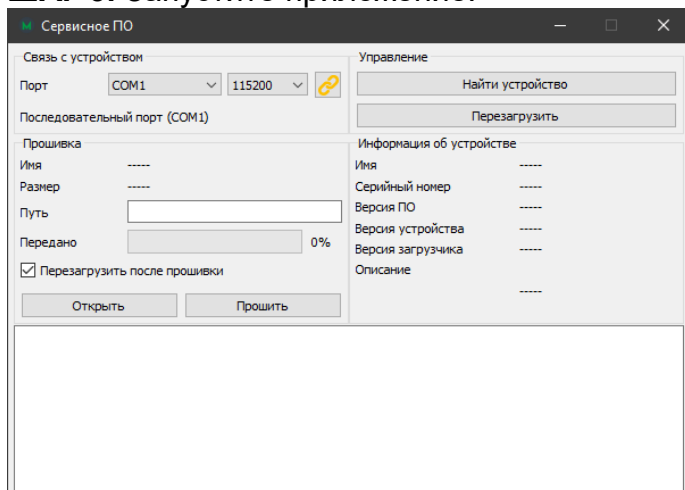 Запустите приложение.
Сервисное ПО
Связь с устройством
Порт COM1 115200
Последовательный порт (COM1)
Управление
Найти устройство
Перезагрузить
Прошивка
Имя -----
Размер -----
Путь
Передано 0%
Перезагрузить после прошивки
Открыть Прошить
Информация об устройстве
Имя -----
Серийный номер -----
Версия ПО -----
Версия устройства -----
Версия загрузчика -----
Описание
-----